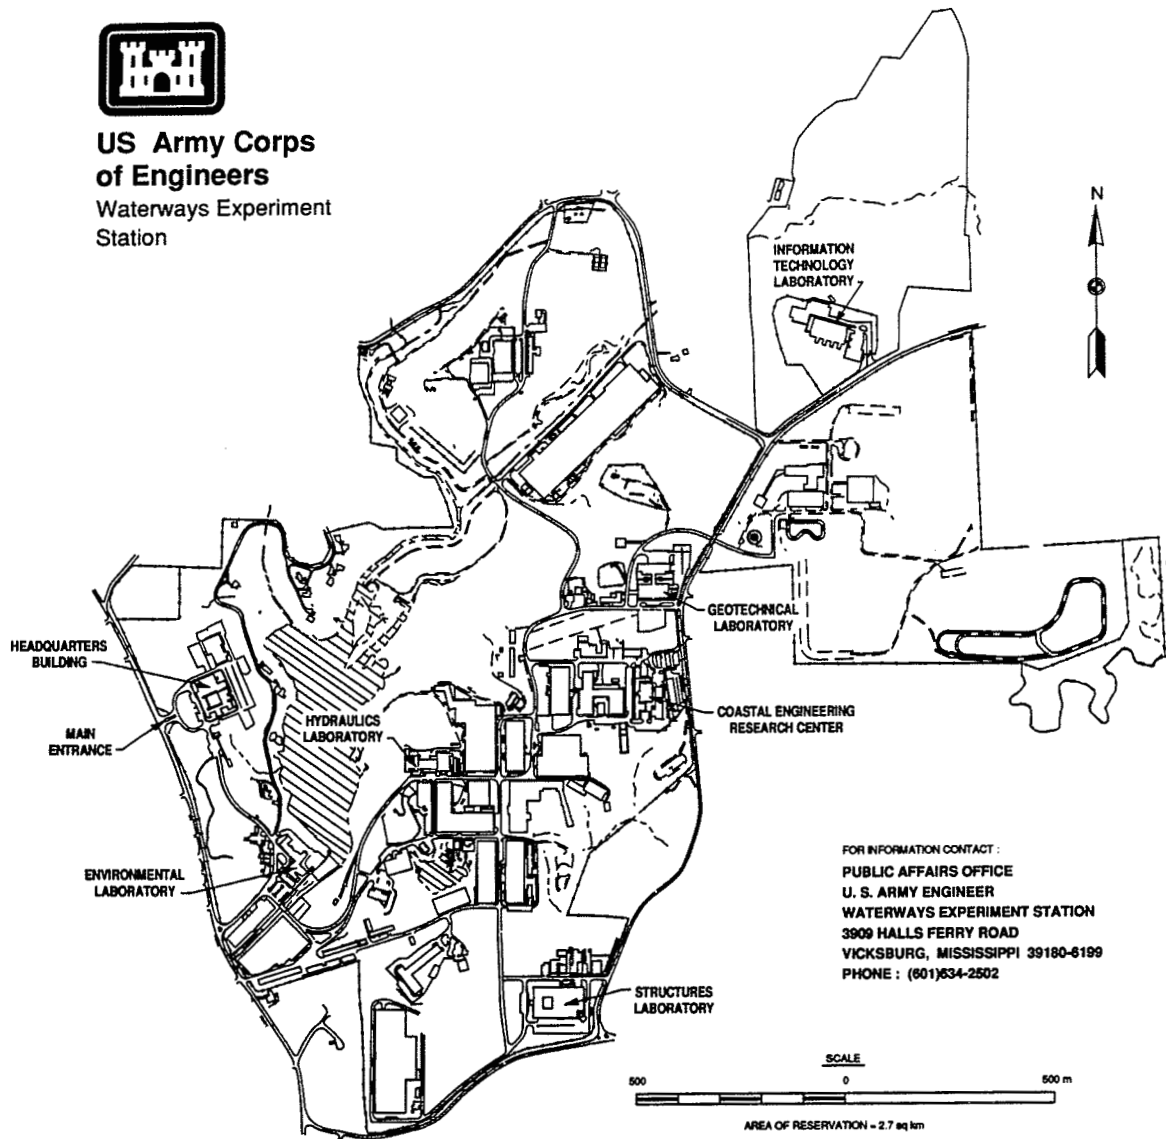 US Army Corps
of Engineers
Waterways Experiment
Station
N
INFORMATION
TECHNOLOGY
LABORATORY
GEOTECHNICAL
LABORATORY
HEADQUARTERS
BUILDING
MAIN
ENTRANCE
HYDRAULICS
LABORATORY
COASTAL ENGINEERING
RESEARCH CENTER
ENVIRONMENTAL
LABORATORY
STRUCTURES
LABORATORY
FOR INFORMATION CONTACT :
PUBLIC AFFAIRS OFFICE
U. S. ARMY ENGINEER
WATERWAYS EXPERIMENT STATION
3909 HALLS FERRY ROAD
VICKSBURG, MISSISSIPPI 39180-6199
PHONE : (601)634-2502
SCALE
500 0 500 m
AREA OF RESERVATION = 2.7 sq km